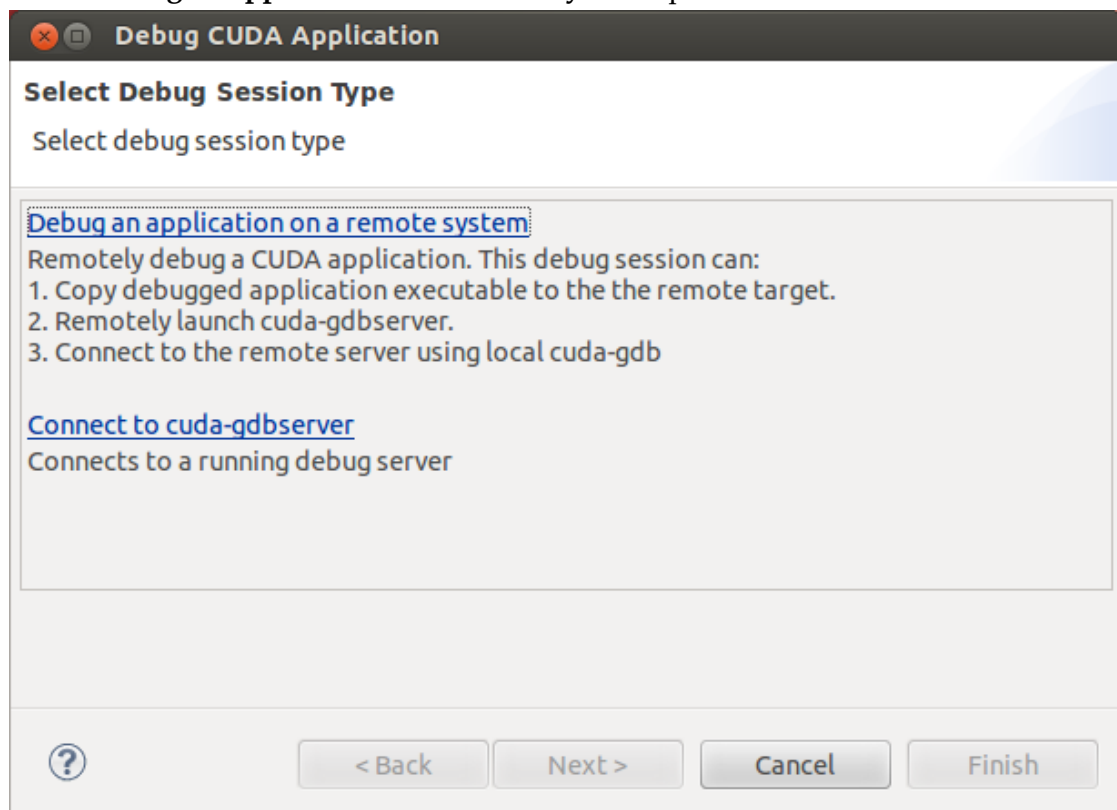 Debug CUDA Application
Select Debug Session Type
Select debug session type
Debug an application on a remote system
Remotely debug a CUDA application. This debug session can:
1. Copy debugged application executable to the the remote target.
2. Remotely launch cuda-gdbserver.
3. Connect to the remote server using local cuda-gdb
Connect to cuda-gdbserver
Connects to a running debug server
? < Back Next > Cancel Finish